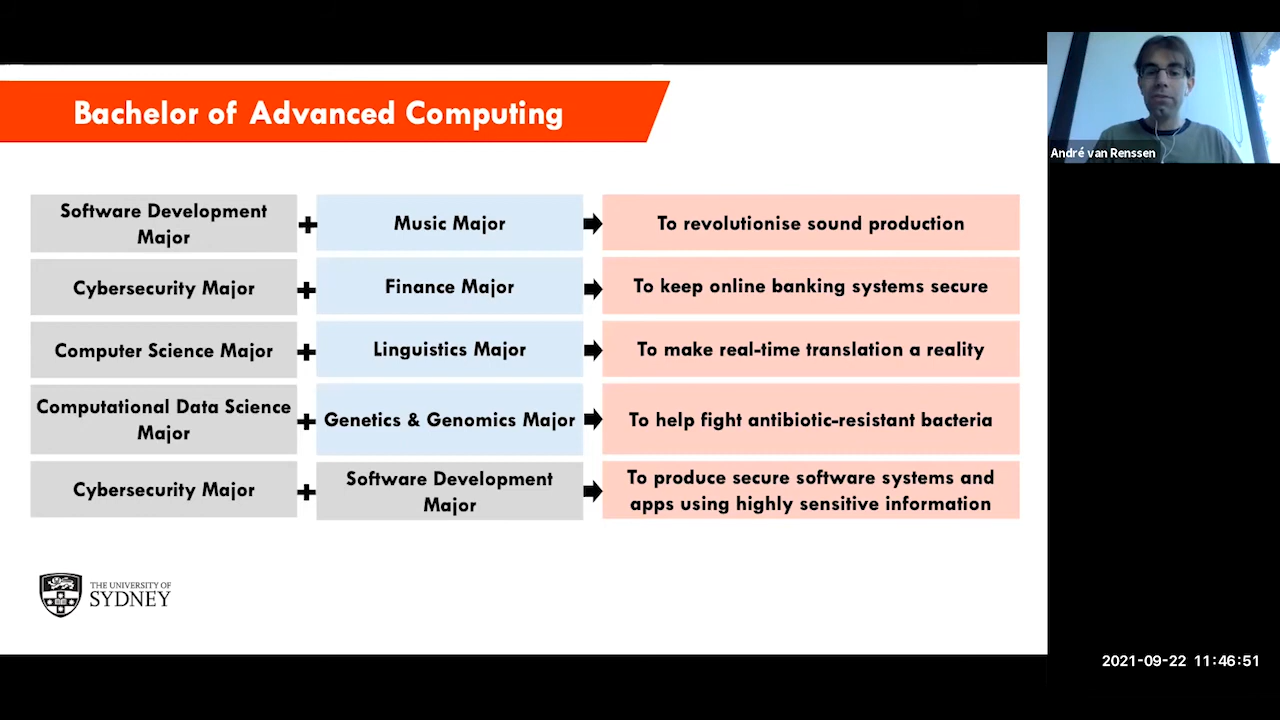 Bachelor of Advanced Computing
André van Renssen
Software Development
Major
+
Music Major
To revolutionise sound production
Cybersecurity Major
+
Finance Major
To keep online banking systems secure
Computer Science Major
+
Linguistics Major
To make real-time translation a reality
Computational Data Science
Major
+
Genetics & Genomics Major
To help fight antibiotic-resistant bacteria
Cybersecurity Major
+
Software Development
Major
To produce secure software systems and
apps using highly sensitive information
THE UNIVERSITY OF
SYDNEY
2021-09-22 11:46:51